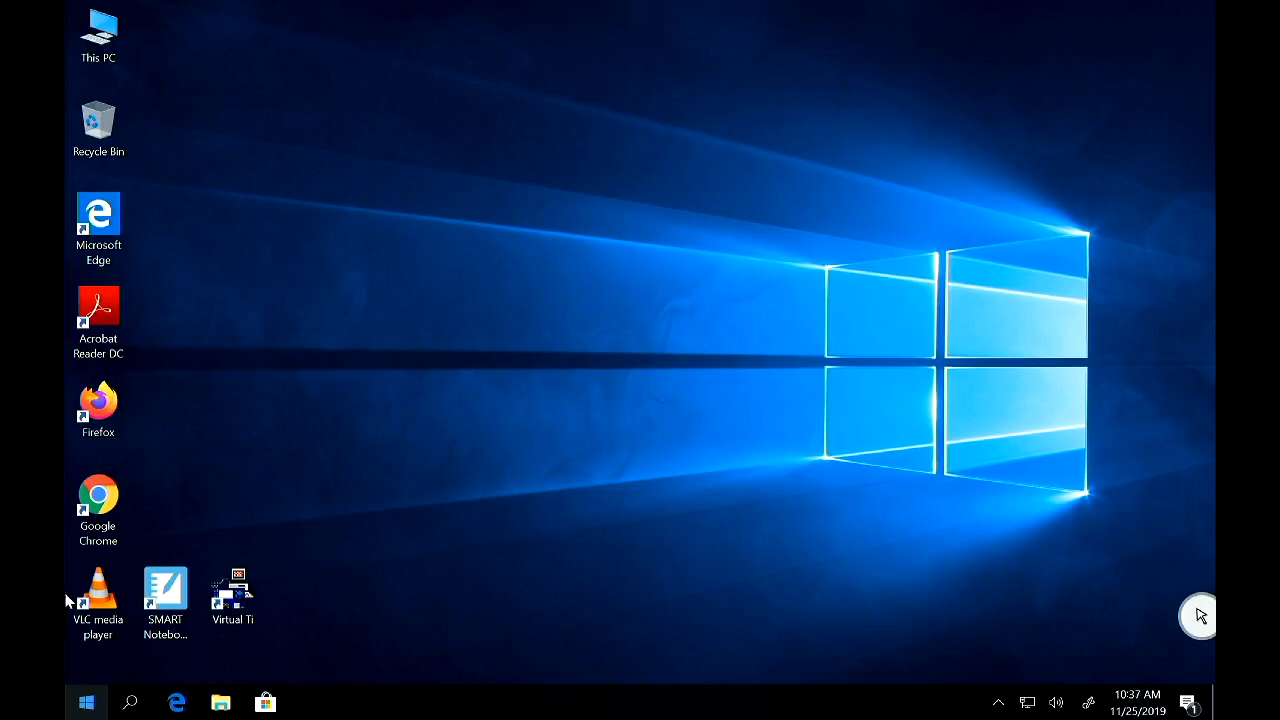 This PC
Recycle Bin
Microsoft
Edge
Acrobat
Reader DC
Firefox
Google
Chrome
VLC media
player
SMART
Notebo...
Virtual Ti
10:37 AM
11/25/2019
1